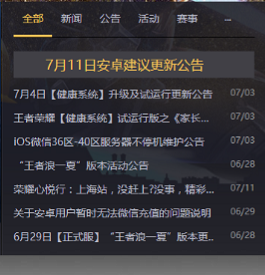 全部 新闻 公告 活动 赛事 ...
7月11日安卓建议更新公告
7月4日【健康系统】升级及试运行更新公告 07/03
王者荣耀【健康系统】试运行版之《家长... 07/03
iOS微信36区-40区服务器不停机维护公告 07/03
“王者浪一夏”版本活动公告 06/28
荣耀心悦行：上海站，没赶上?没事，精彩... 07/11
关于安卓用户暂时无法微信充值的问题说明 06/29
6月29日【正式服】“王者浪一夏”版本更... 06/28